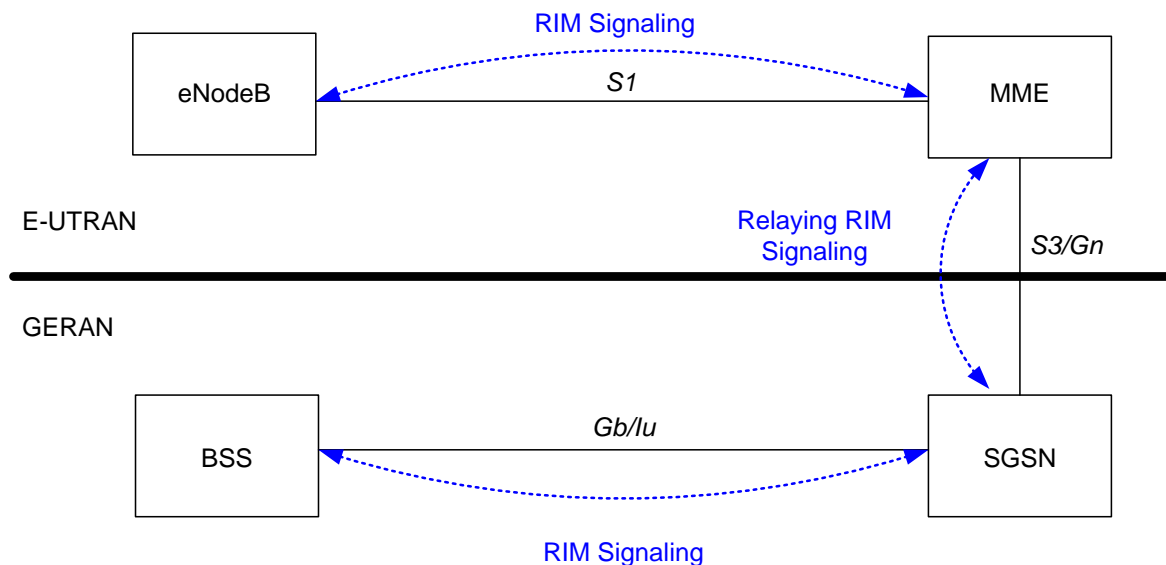 RIM Signaling
eNodeB
S1
MME
E-UTRAN
Relaying RIM
Signaling
S3/Gn
GERAN
BSS
Gb/Iu
SGSN
RIM Signaling